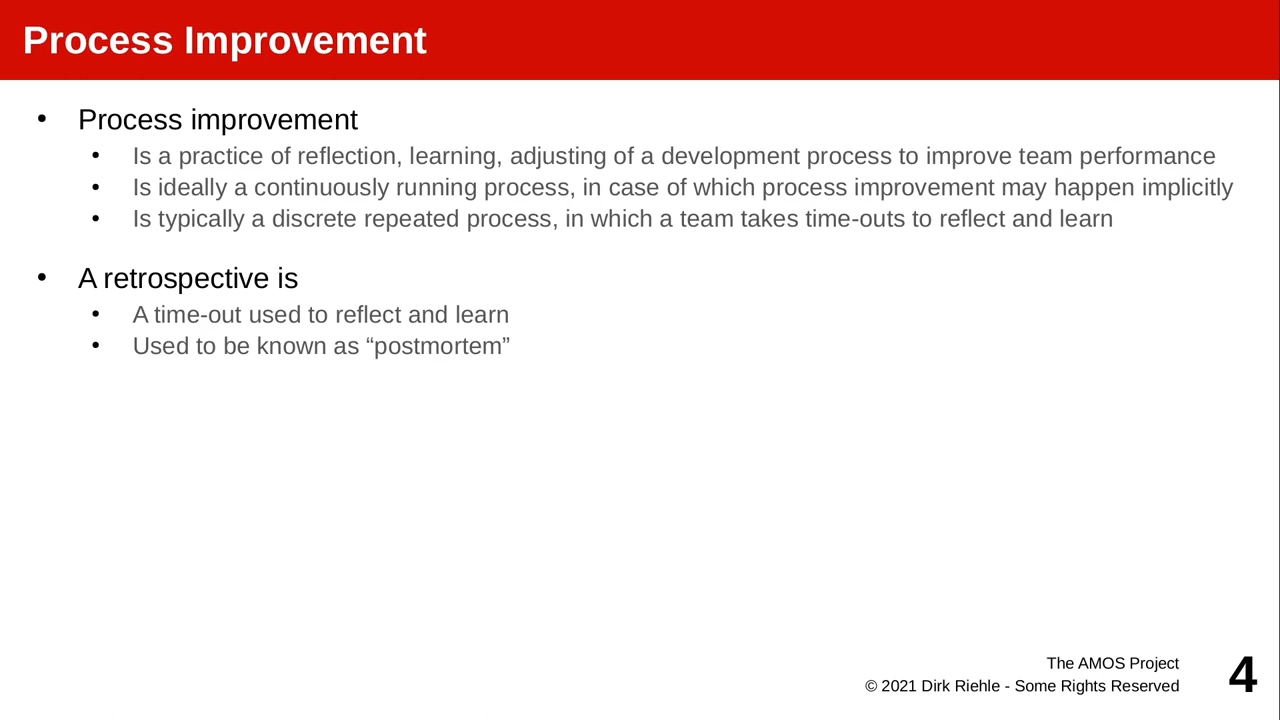 Process Improvement
• Process improvement
• Is a practice of reflection, learning, adjusting of a development process to improve team performance
• Is ideally a continuously running process, in case of which process improvement may happen implicitly
• Is typically a discrete repeated process, in which a team takes time-outs to reflect and learn
• A retrospective is
• A time-out used to reflect and learn
• Used to be known as “postmortem”
The AMOS Project
© 2021 Dirk Riehle - Some Rights Reserved
4